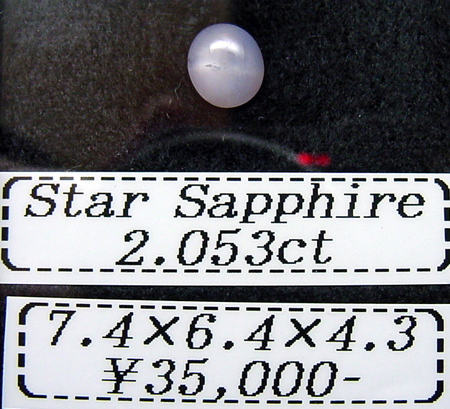 Star Sapphire
2.053ct
7.4×6.4×4.3
¥35,000-